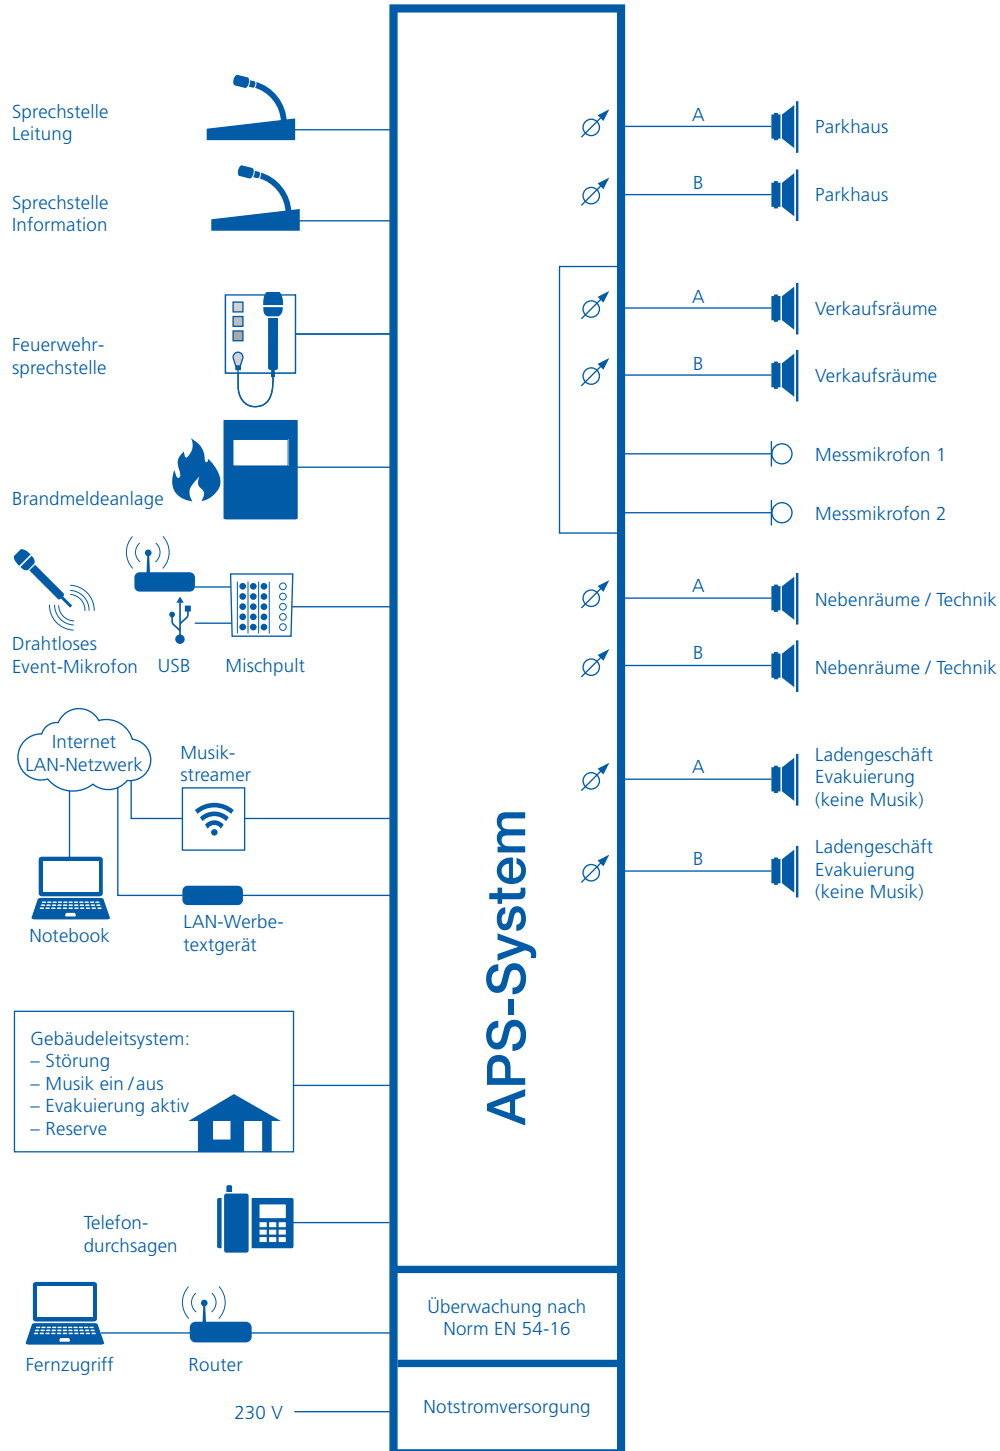 Sprechstelle
Leitung
Sprechstelle
Information
Feuerwehr-
sprechstelle
Brandmeldeanlage
Drahtloses
Event-Mikrofon
USB
Mischpult
Internet
LAN-Netzwerk
Musik-
streamer
Notebook
LAN-Werbe-
textgerät
Gebäudeleitsystem:
– Störung
– Musik ein / aus
– Evakuierung aktiv
– Reserve
Telefon-
durchsagen
Fernzugriff
Router
230 V
APS-System
Überwachung nach
Norm EN 54-16
Notstromversorgung
A
Parkhaus
B
Parkhaus
A
Verkaufsräume
B
Verkaufsräume
Messmikrofon 1
Messmikrofon 2
A
Nebenräume / Technik
B
Nebenräume / Technik
A
Ladengeschäft
Evakuierung
(keine Musik)
B
Ladengeschäft
Evakuierung
(keine Musik)